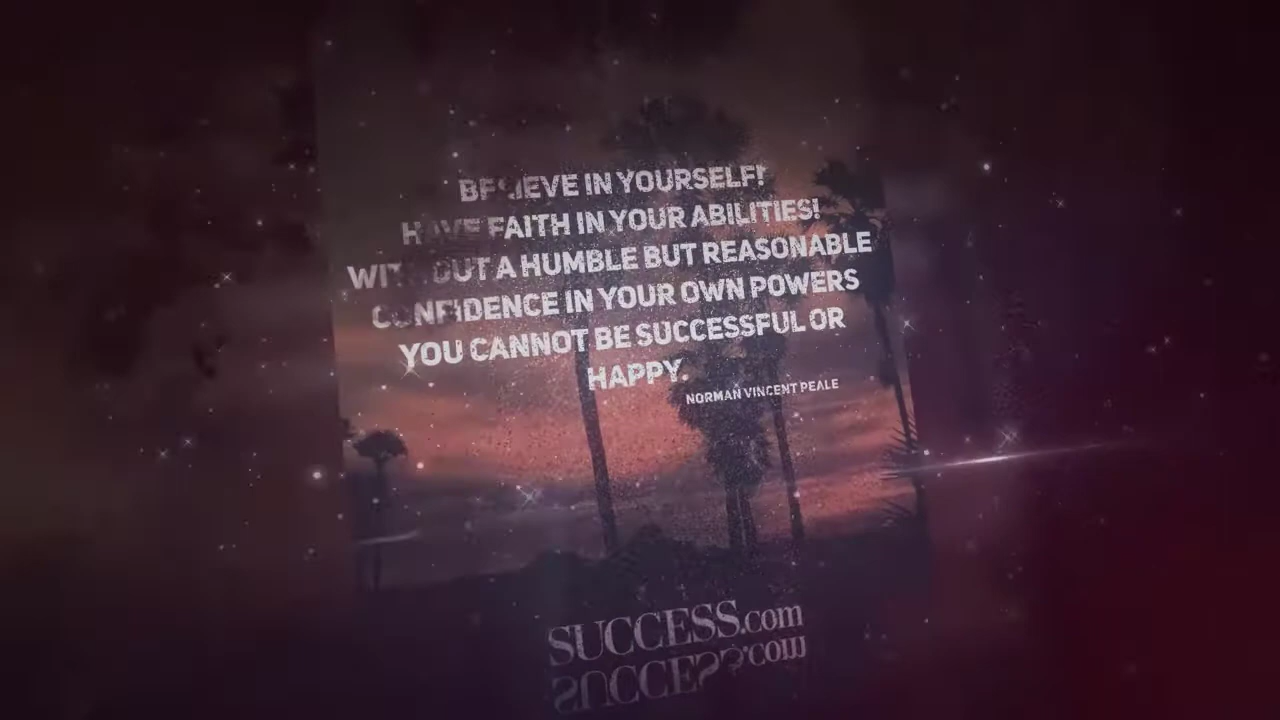 BELIEVE IN YOURSELF!
HAVE FAITH IN YOUR ABILITIES!
WITHOUT A HUMBLE BUT REASONABLE
CONFIDENCE IN YOUR OWN POWERS
YOU CANNOT BE SUCCESSFUL OR
HAPPY.
NORMAN VINCENT PEALE
SUCCESS.com